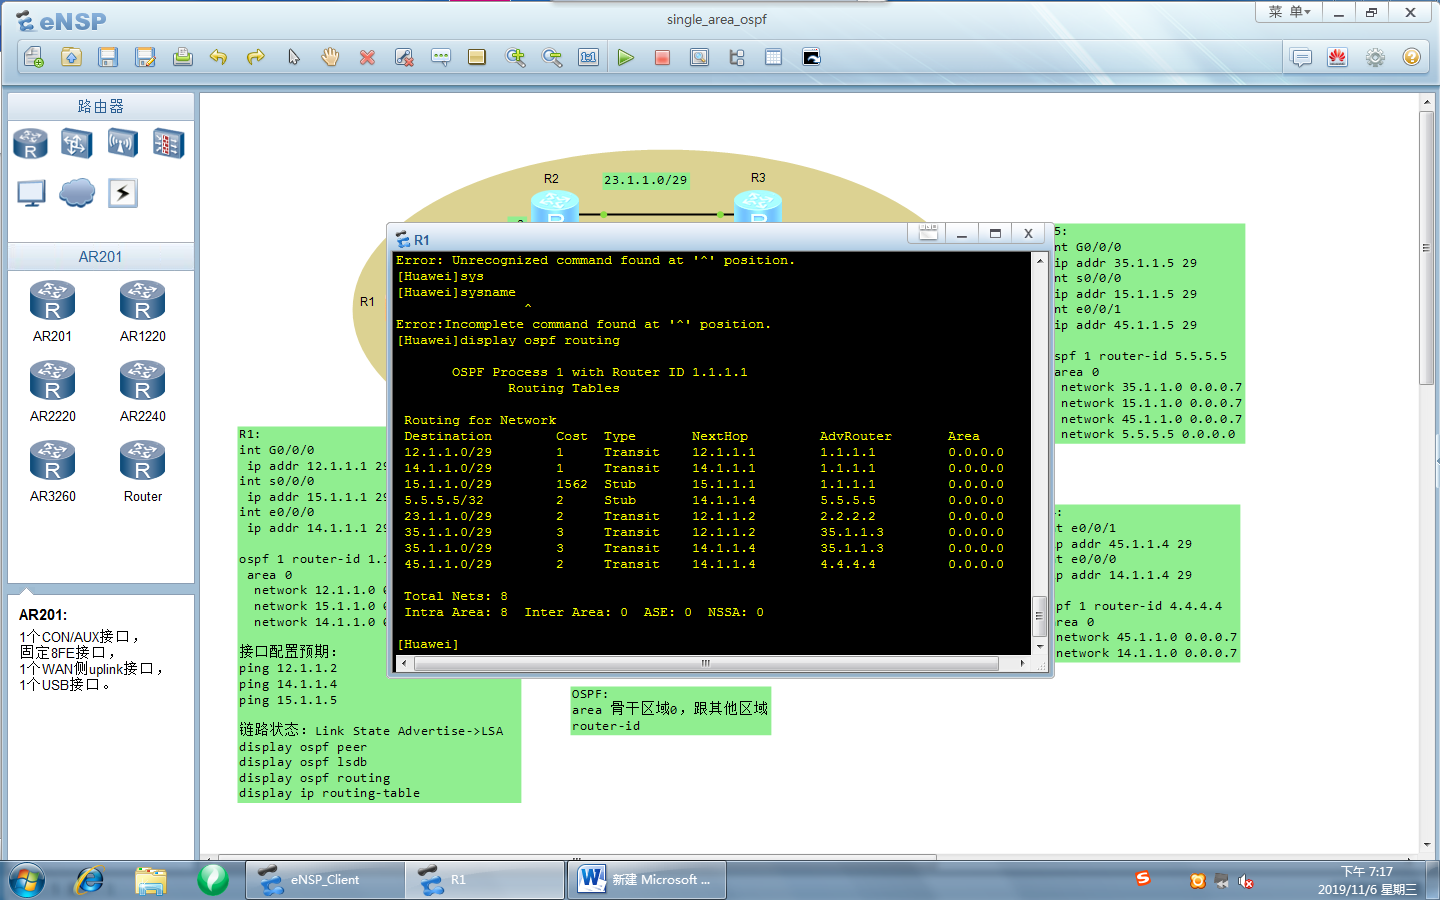 eNSP
single_area_ospf
菜 单
路由器
AR201
AR201
AR1220
AR2220
AR2240
AR3260
Router
AR201:
1个CON/AUX接口，
固定8FE接口，
1个WAN侧uplink接口，
1个USB接口。
R2
23.1.1.0/29
R3
R1
R1
Error: Unrecognized command found at '^' position.
[Huawei]sys
[Huawei]sysname
^
Error:Incomplete command found at '^' position.
[Huawei]display ospf routing
OSPF Process 1 with Router ID 1.1.1.1
Routing Tables
Routing for Network
Destination Cost Type NextHop AdvRouter Area
12.1.1.0/29 1 Transit 12.1.1.1 1.1.1.1 0.0.0.0
14.1.1.0/29 1 Transit 14.1.1.1 1.1.1.1 0.0.0.0
15.1.1.0/29 1562 Stub 15.1.1.1 1.1.1.1 0.0.0.0
5.5.5.5/32 2 Stub 14.1.1.4 5.5.5.5 0.0.0.0
23.1.1.0/29 2 Transit 12.1.1.2 2.2.2.2 0.0.0.0
35.1.1.0/29 3 Transit 12.1.1.2 35.1.1.3 0.0.0.0
35.1.1.0/29 3 Transit 14.1.1.4 35.1.1.3 0.0.0.0
45.1.1.0/29 2 Transit 14.1.1.4 4.4.4.4 0.0.0.0
Total Nets: 8
Intra Area: 8 Inter Area: 0 ASE: 0 NSSA: 0
[Huawei]
5:
nt G0/0/0
ip addr 35.1.1.5 29
nt s0/0/0
ip addr 15.1.1.5 29
nt e0/0/1
ip addr 45.1.1.5 29
spf 1 router-id 5.5.5.5
area 0
network 35.1.1.0 0.0.0.7
network 15.1.1.0 0.0.0.7
network 45.1.1.0 0.0.0.7
network 5.5.5.5 0.0.0.0
:
t e0/0/1
p addr 45.1.1.4 29
t e0/0/0
p addr 14.1.1.4 29
pf 1 router-id 4.4.4.4
area 0
network 45.1.1.0 0.0.0.7
network 14.1.1.0 0.0.0.7
R1:
int G0/0/0
ip addr 12.1.1.1 29
int s0/0/0
ip addr 15.1.1.1 29
int e0/0/0
ip addr 14.1.1.1 29
ospf 1 router-id 1.1
area 0
network 12.1.1.0 0
network 15.1.1.0 0
network 14.1.1.0 0
接口配置预期：
ping 12.1.1.2
ping 14.1.1.4
ping 15.1.1.5
链路状态：Link State Advertise->LSA
display ospf peer
display ospf lsdb
display ospf routing
display ip routing-table
OSPF:
area 骨干区域0，跟其他区域
router-id
eNSP_Client
R1
新建 Microsoft ...
下午 7:17
2019/11/6 星期三